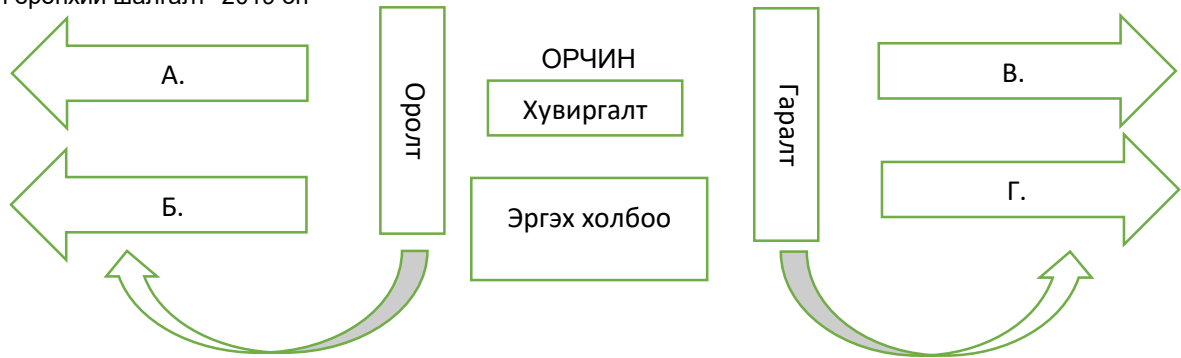 А.
Б.
Оролт
ОРЧИН
Хувиргалт
Эргэх холбоо
Гаралт
В.
Г.